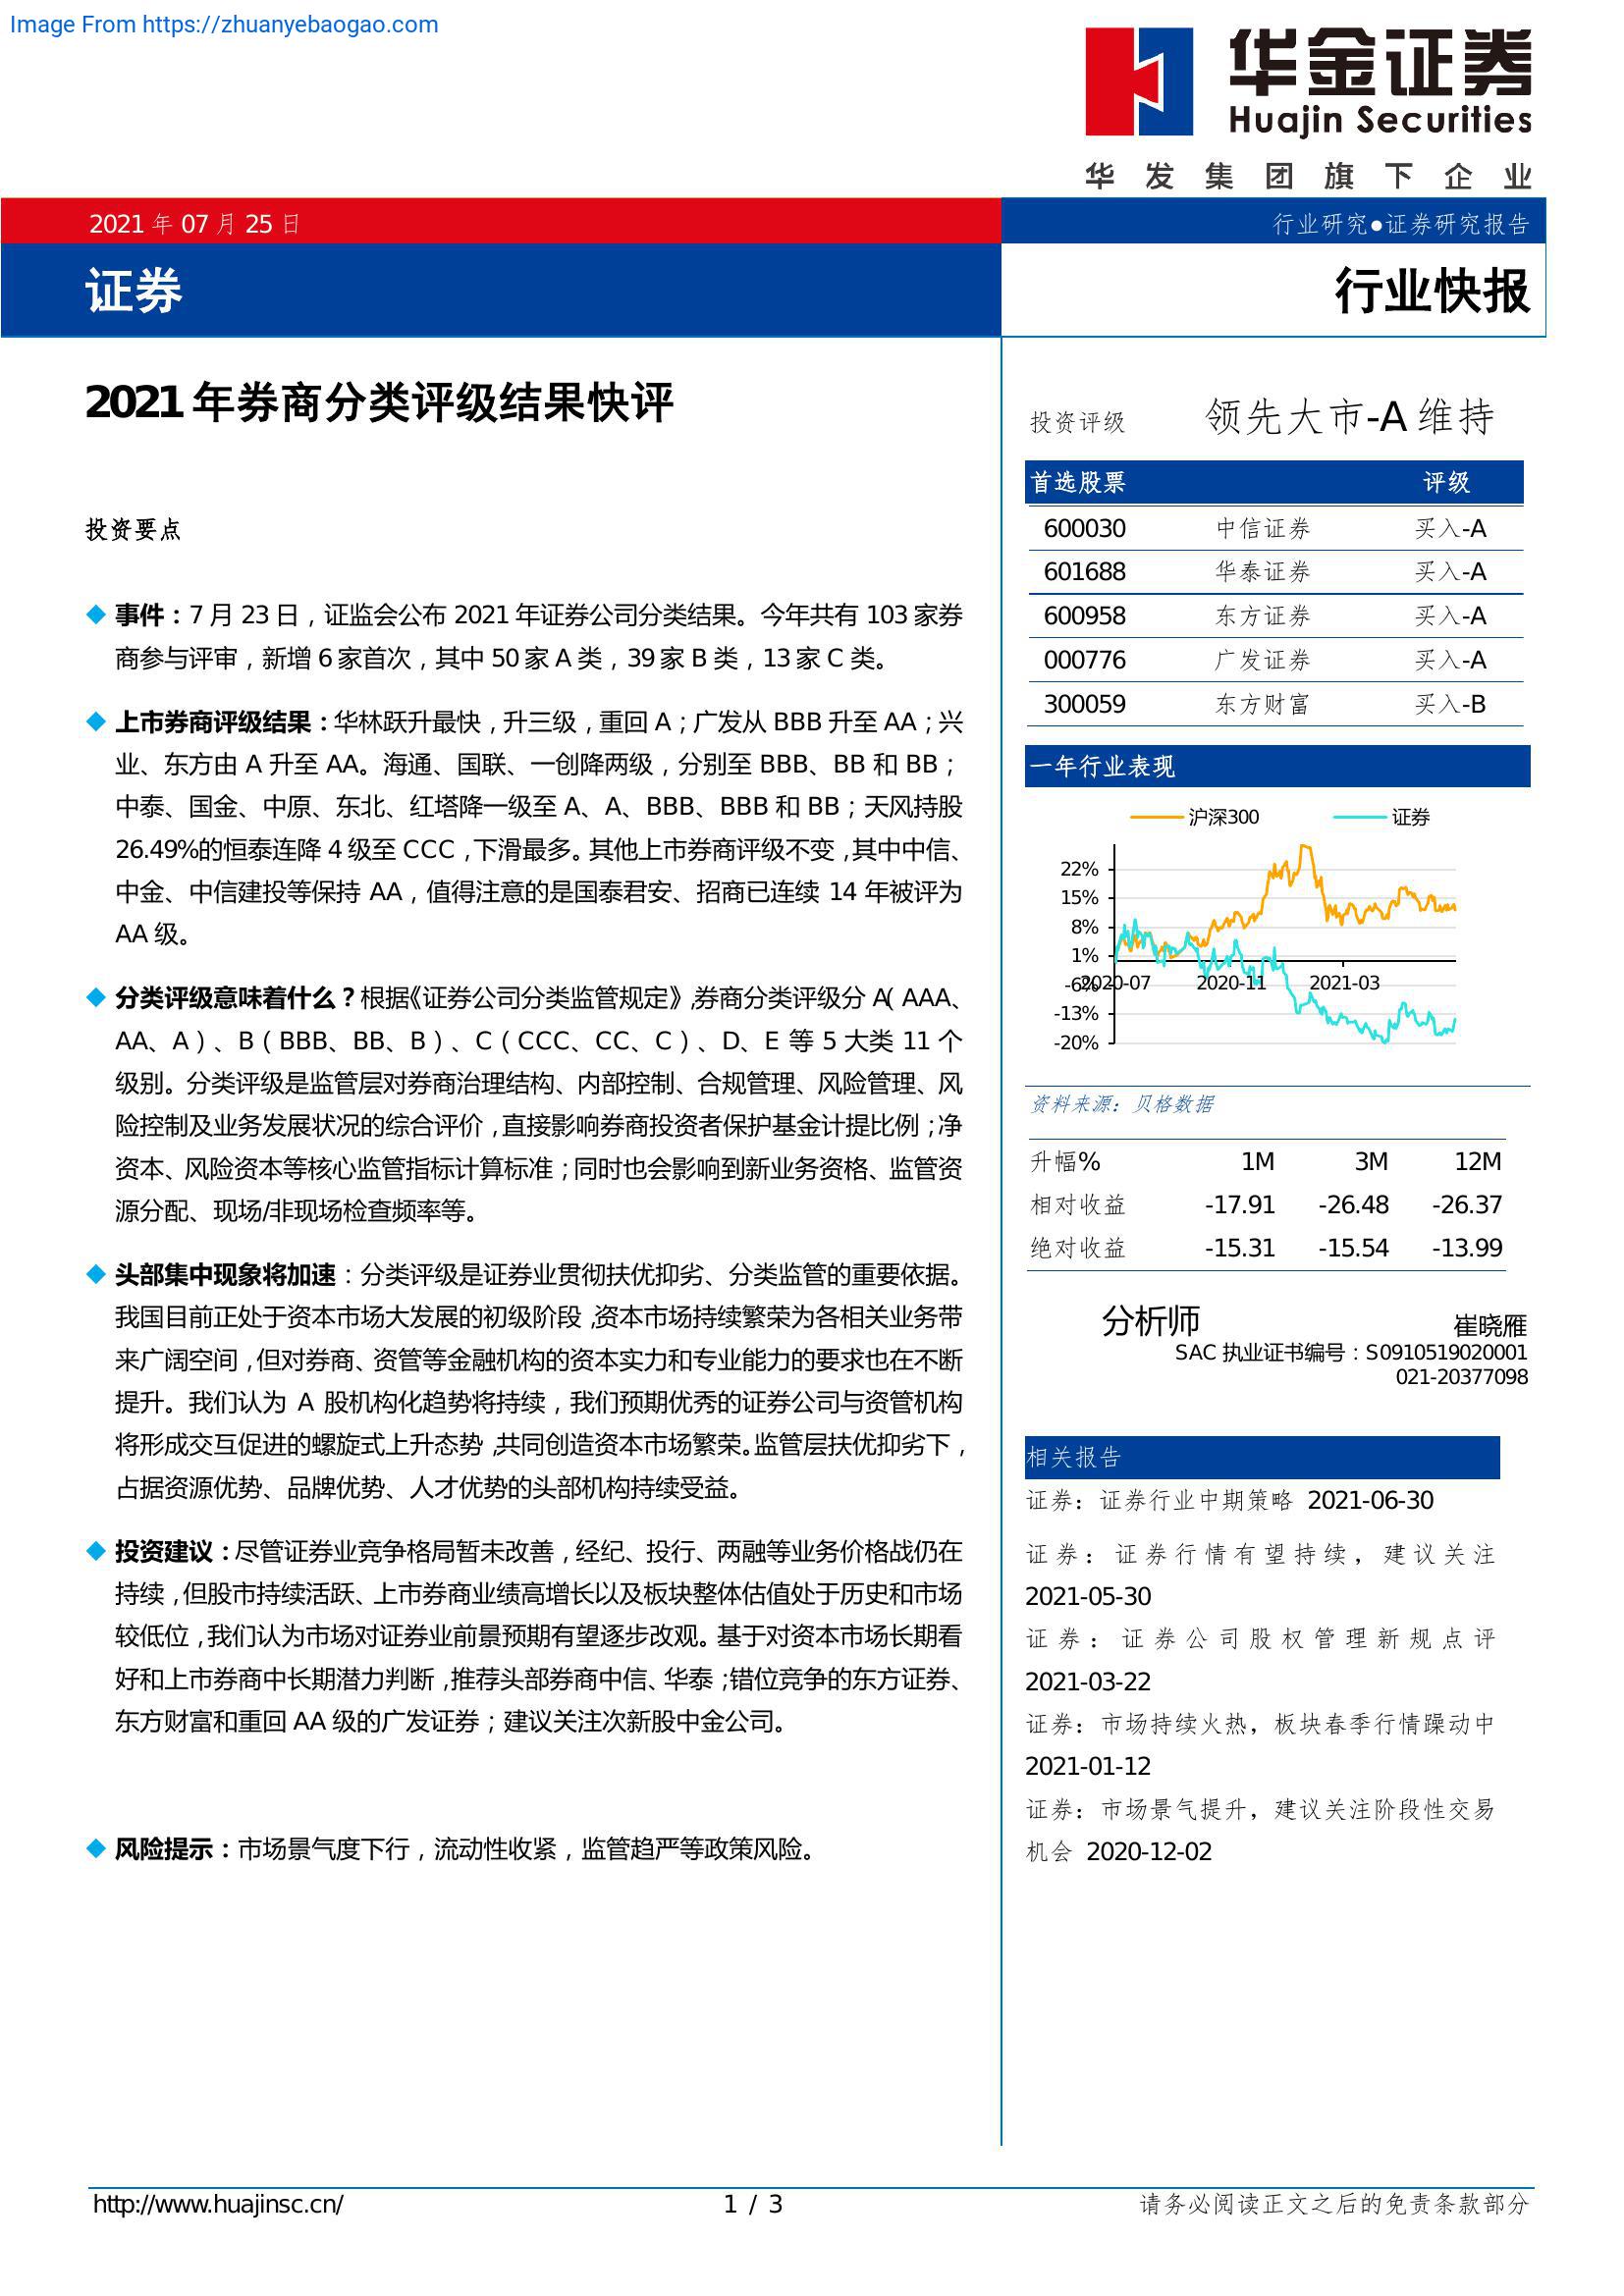 Image From https://zhuanyebaogao.com
华金证券
Huajin Securities
华发集团旗下企业
2021 年 07 月 25 日
行业研究●证券研究报告
证券
行业快报
2021 年券商分类评级结果快评
投资要点
◆ 事件：7 月 23 日，证监会公布 2021 年证券公司分类结果。今年共有 103 家券
商参与评审，新增 6 家首次，其中 50 家 A 类，39 家 B 类，13 家 C 类。
◆ 上市券商评级结果：华林跃升最快，升三级，重回 A；广发从 BBB 升至 AA；兴
业、东方由 A 升至 AA。海通、国联、一创降两级，分别至 BBB、BB 和 BB；
中泰、国金、中原、东北、红塔降一级至 A、A、BBB、BBB 和 BB；天风持股
26.49%的恒泰连降 4 级至 CCC，下滑最多。其他上市券商评级不变，其中中信、
中金、中信建投等保持 AA，值得注意的是国泰君安、招商已连续 14 年被评为
AA 级。
◆ 分类评级意味着什么？根据《证券公司分类监管规定》，券商分类评级分 A（AAA、
AA、A）、B（BBB、BB、B）、C（CCC、CC、C）、D、E 等 5 大类 11 个
级别。分类评级是监管层对券商治理结构、内部控制、合规管理、风险管理、风
险控制及业务发展状况的综合评价，直接影响券商投资者保护基金计提比例；净
资本、风险资本等核心监管指标计算标准；同时也会影响到新业务资格、监管资
源分配、现场/非现场检查频率等。
◆ 头部集中现象将加速：分类评级是证券业贯彻扶优抑劣、分类监管的重要依据。
我国目前正处于资本市场大发展的初级阶段，资本市场持续繁荣为各相关业务带
来广阔空间，但对券商、资管等金融机构的资本实力和专业能力的要求也在不断
提升。我们认为 A 股机构化趋势将持续，我们预期优秀的证券公司与资管机构
将形成交互促进的螺旋式上升态势，共同创造资本市场繁荣。监管层扶优抑劣下，
占据资源优势、品牌优势、人才优势的头部机构持续受益。
◆ 投资建议：尽管证券业竞争格局暂未改善，经纪、投行、两融等业务价格战仍在
持续，但股市持续活跃、上市券商业绩高增长以及板块整体估值处于历史和市场
较低位，我们认为市场对证券业前景预期有望逐步改观。基于对资本市场长期看
好和上市券商中长期潜力判断，推荐头部券商中信、华泰；错位竞争的东方证券、
东方财富和重回 AA 级的广发证券；建议关注次新股中金公司。
◆ 风险提示：市场景气度下行，流动性收紧，监管趋严等政策风险。
投资评级 领先大市-A 维持
首选股票 评级
600030 中信证券 买入-A
601688 华泰证券 买入-A
600958 东方证券 买入-A
000776 广发证券 买入-A
300059 东方财富 买入-B
一年行业表现
沪深300 证券
22%
15%
8%
1%
-6%
-13%
-20%
2020-07 2020-11 2021-03
资料来源：贝格数据
升幅% 1M 3M 12M
相对收益 -17.91 -26.48 -26.37
绝对收益 -15.31 -15.54 -13.99
分析师 崔晓雁
SAC 执业证书编号：S0910519020001
021-20377098
相关报告
证券：证券行业中期策略 2021-06-30
证券：证券行情有望持续，建议关注
2021-05-30
证券：证券公司股权管理新规点评
2021-03-22
证券：市场持续火热，板块春季行情躁动中
2021-01-12
证券：市场景气提升，建议关注阶段性交易
机会 2020-12-02
http://www.huajinsc.cn/ 1 / 3 请务必阅读正文之后的免责条款部分